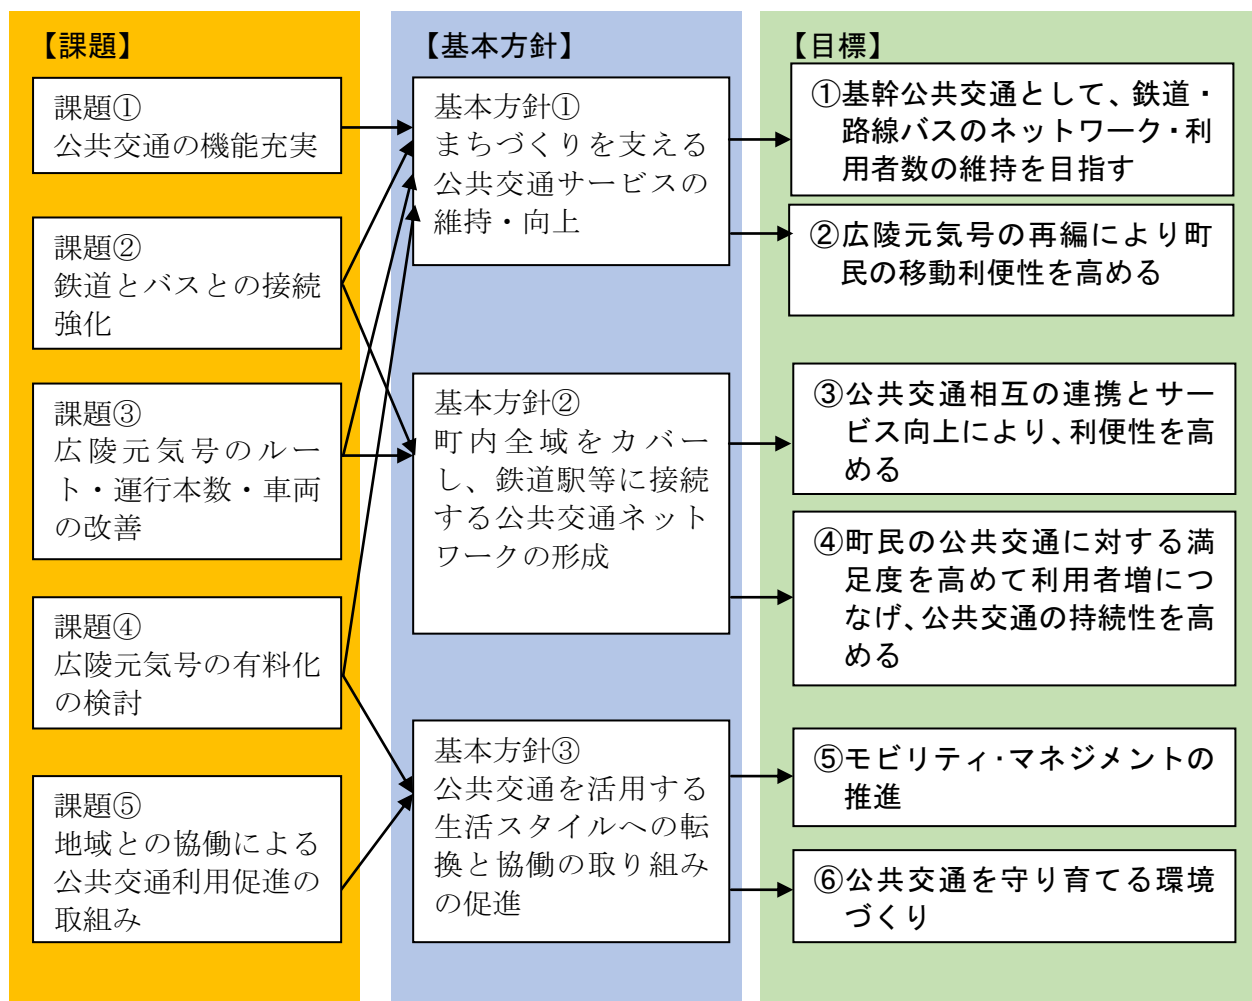 【課題】
課題①
公共交通の機能充実
課題②
鉄道とバスとの接続
強化
課題③
広陵元気号のルー
ト・運行本数・車両
の改善
課題④
広陵元気号の有料化
の検討
課題⑤
地域との協働による
公共交通利用促進の
取組み
【基本方針】
基本方針①
まちづくりを支える
公共交通サービスの
維持・向上
基本方針②
町内全域をカバー
し、鉄道駅等に接続
する公共交通ネット
ワークの形成
基本方針③
公共交通を活用する
生活スタイルへの転
換と協働の取り組み
の促進
【目標】
①基幹公共交通として、鉄道・
路線バスのネットワーク・利
用者数の維持を目指す
②広陵元気号の再編により町
民の移動利便性を高める
③公共交通相互の連携とサー
ビス向上により、利便性を高
める
④町民の公共交通に対する満
足度を高めて利用者増につ
なげ、公共交通の持続性を高
める
⑤モビリティ・マネジメントの
推進
⑥公共交通を守り育てる環境
づくり